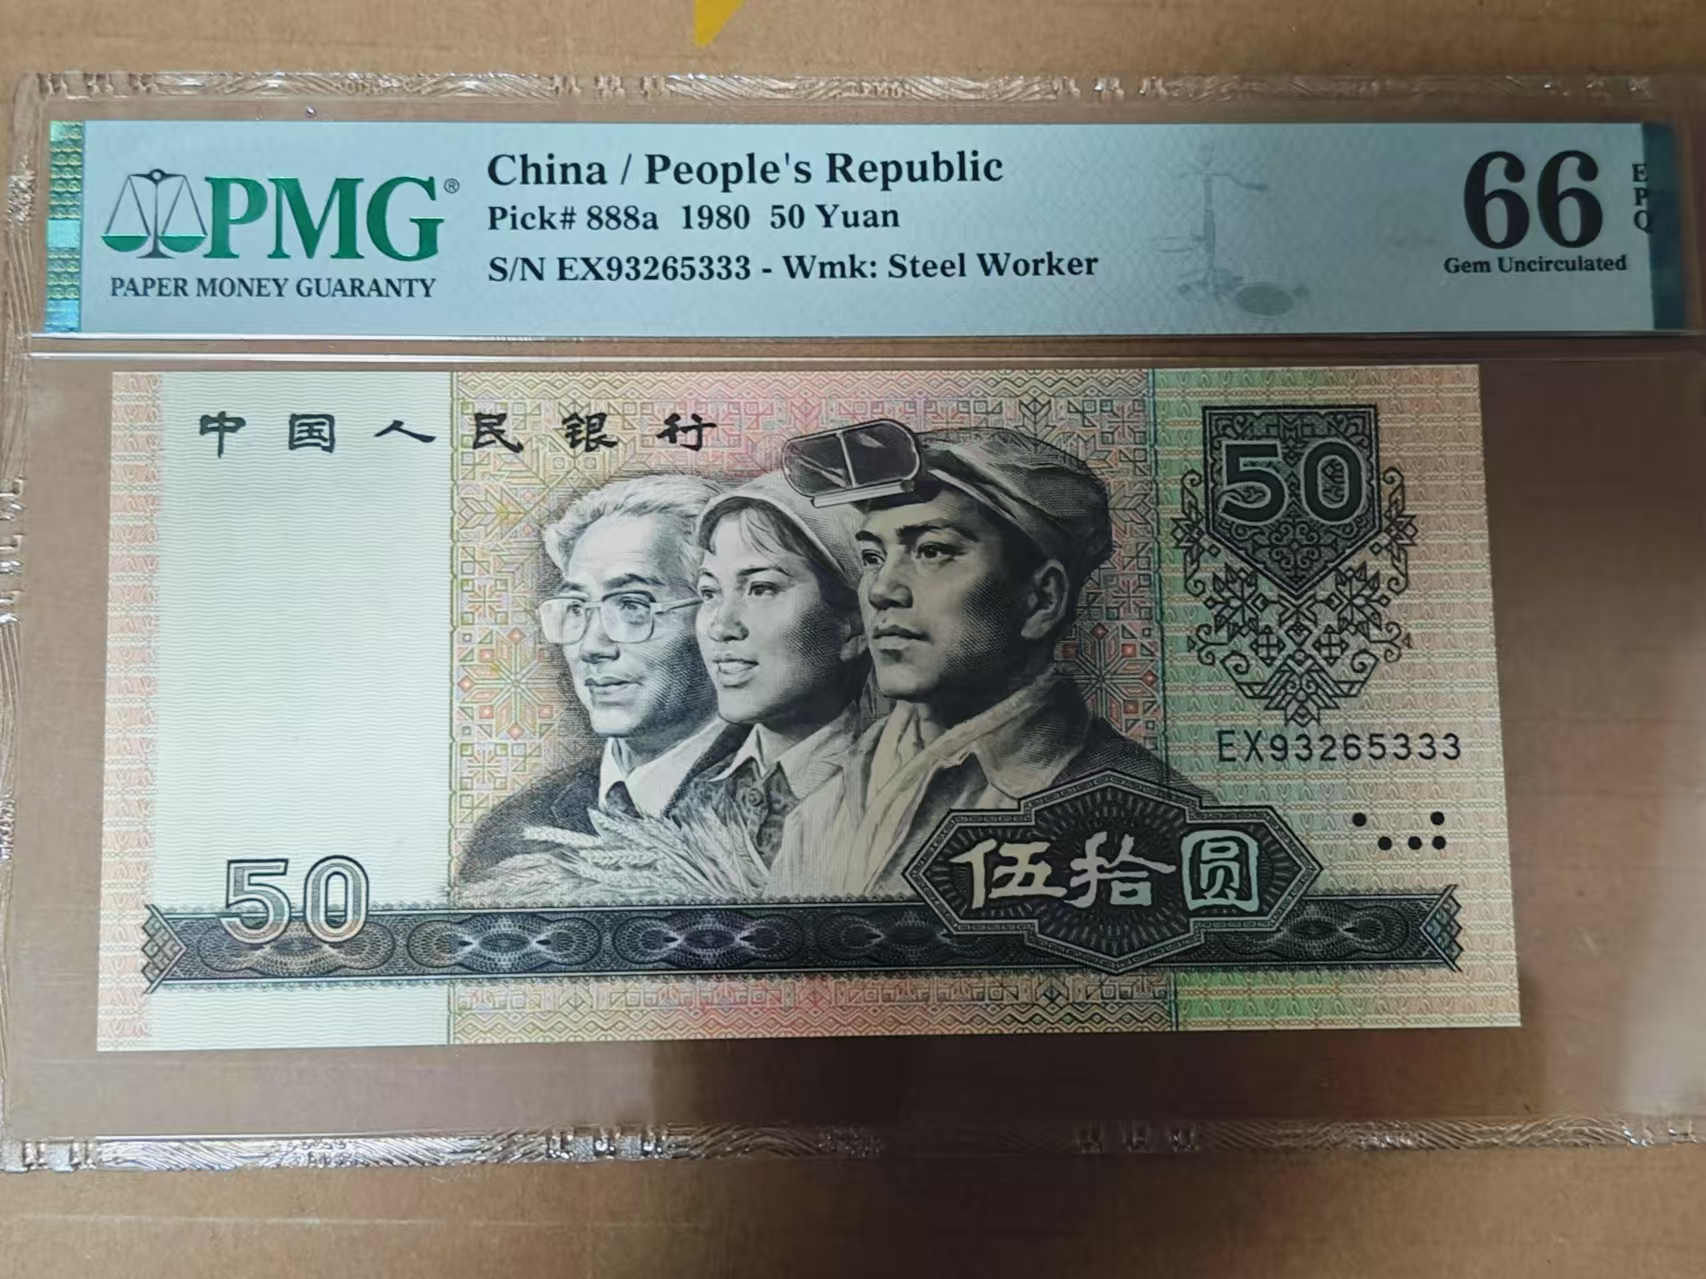 PMG®
PAPER MONEY GUARANTY
China / People's Republic
Pick# 888a 1980 50 Yuan
S/N EX93265333 - Wmk: Steel Worker
66 EPQ
Gem Uncirculated
中国人民银行
50
EX93265333
50
伍拾圆